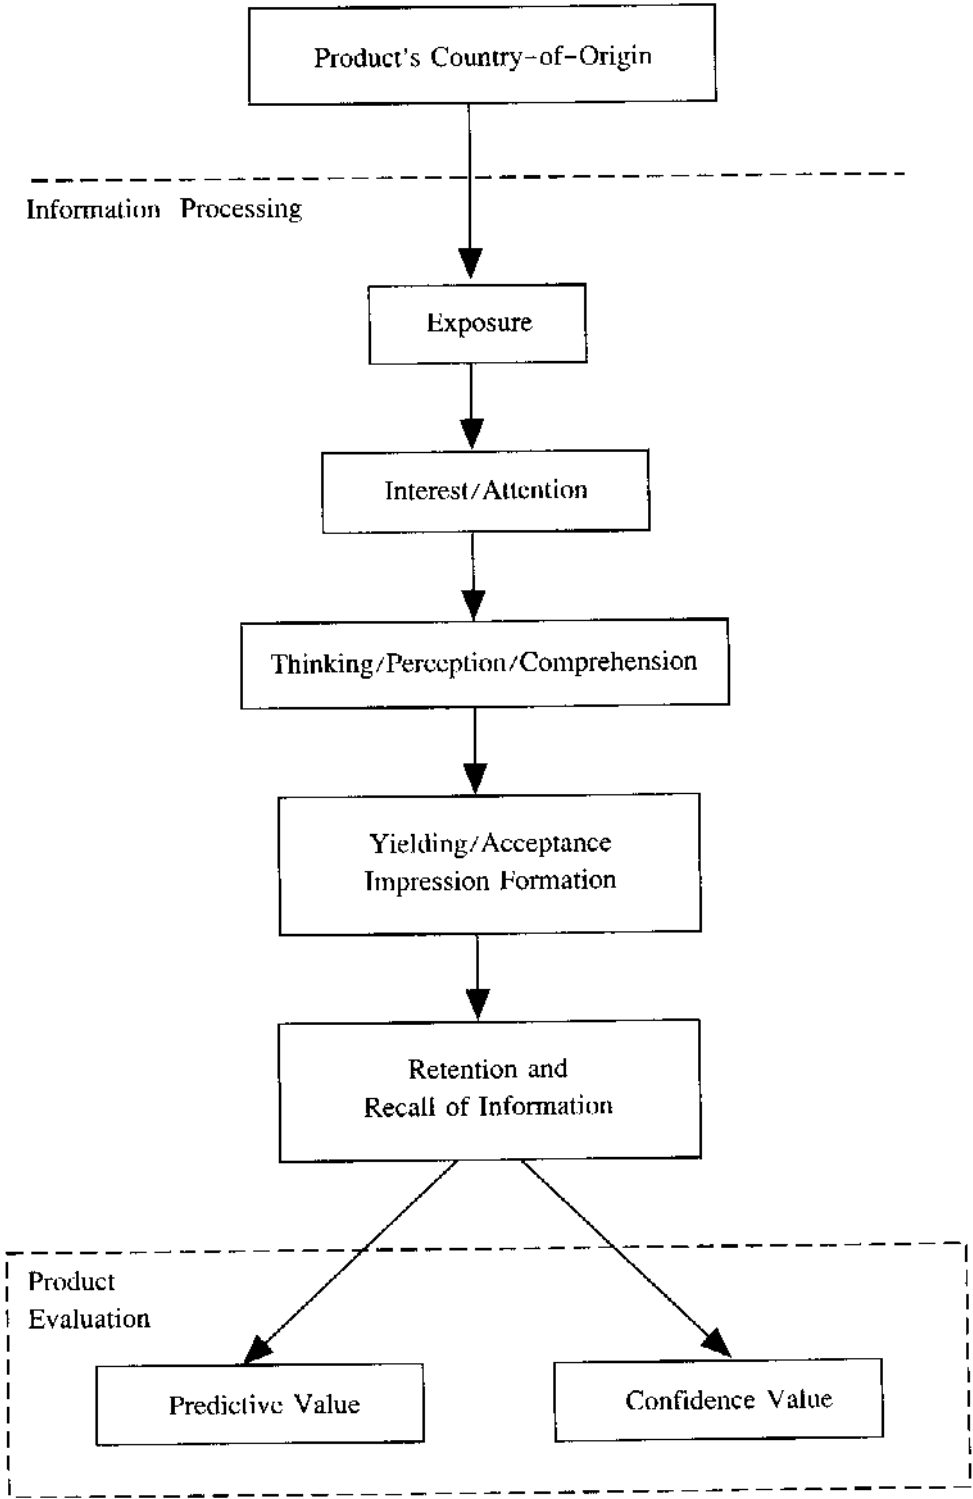 Product's Country-of-Origin
Information Processing
Exposure
Interest/Attention
Thinking/Perception/Comprehension
Yielding/Acceptance
Impression Formation
Retention and
Recall of Information
Product
Evaluation
Predictive Value
Confidence Value